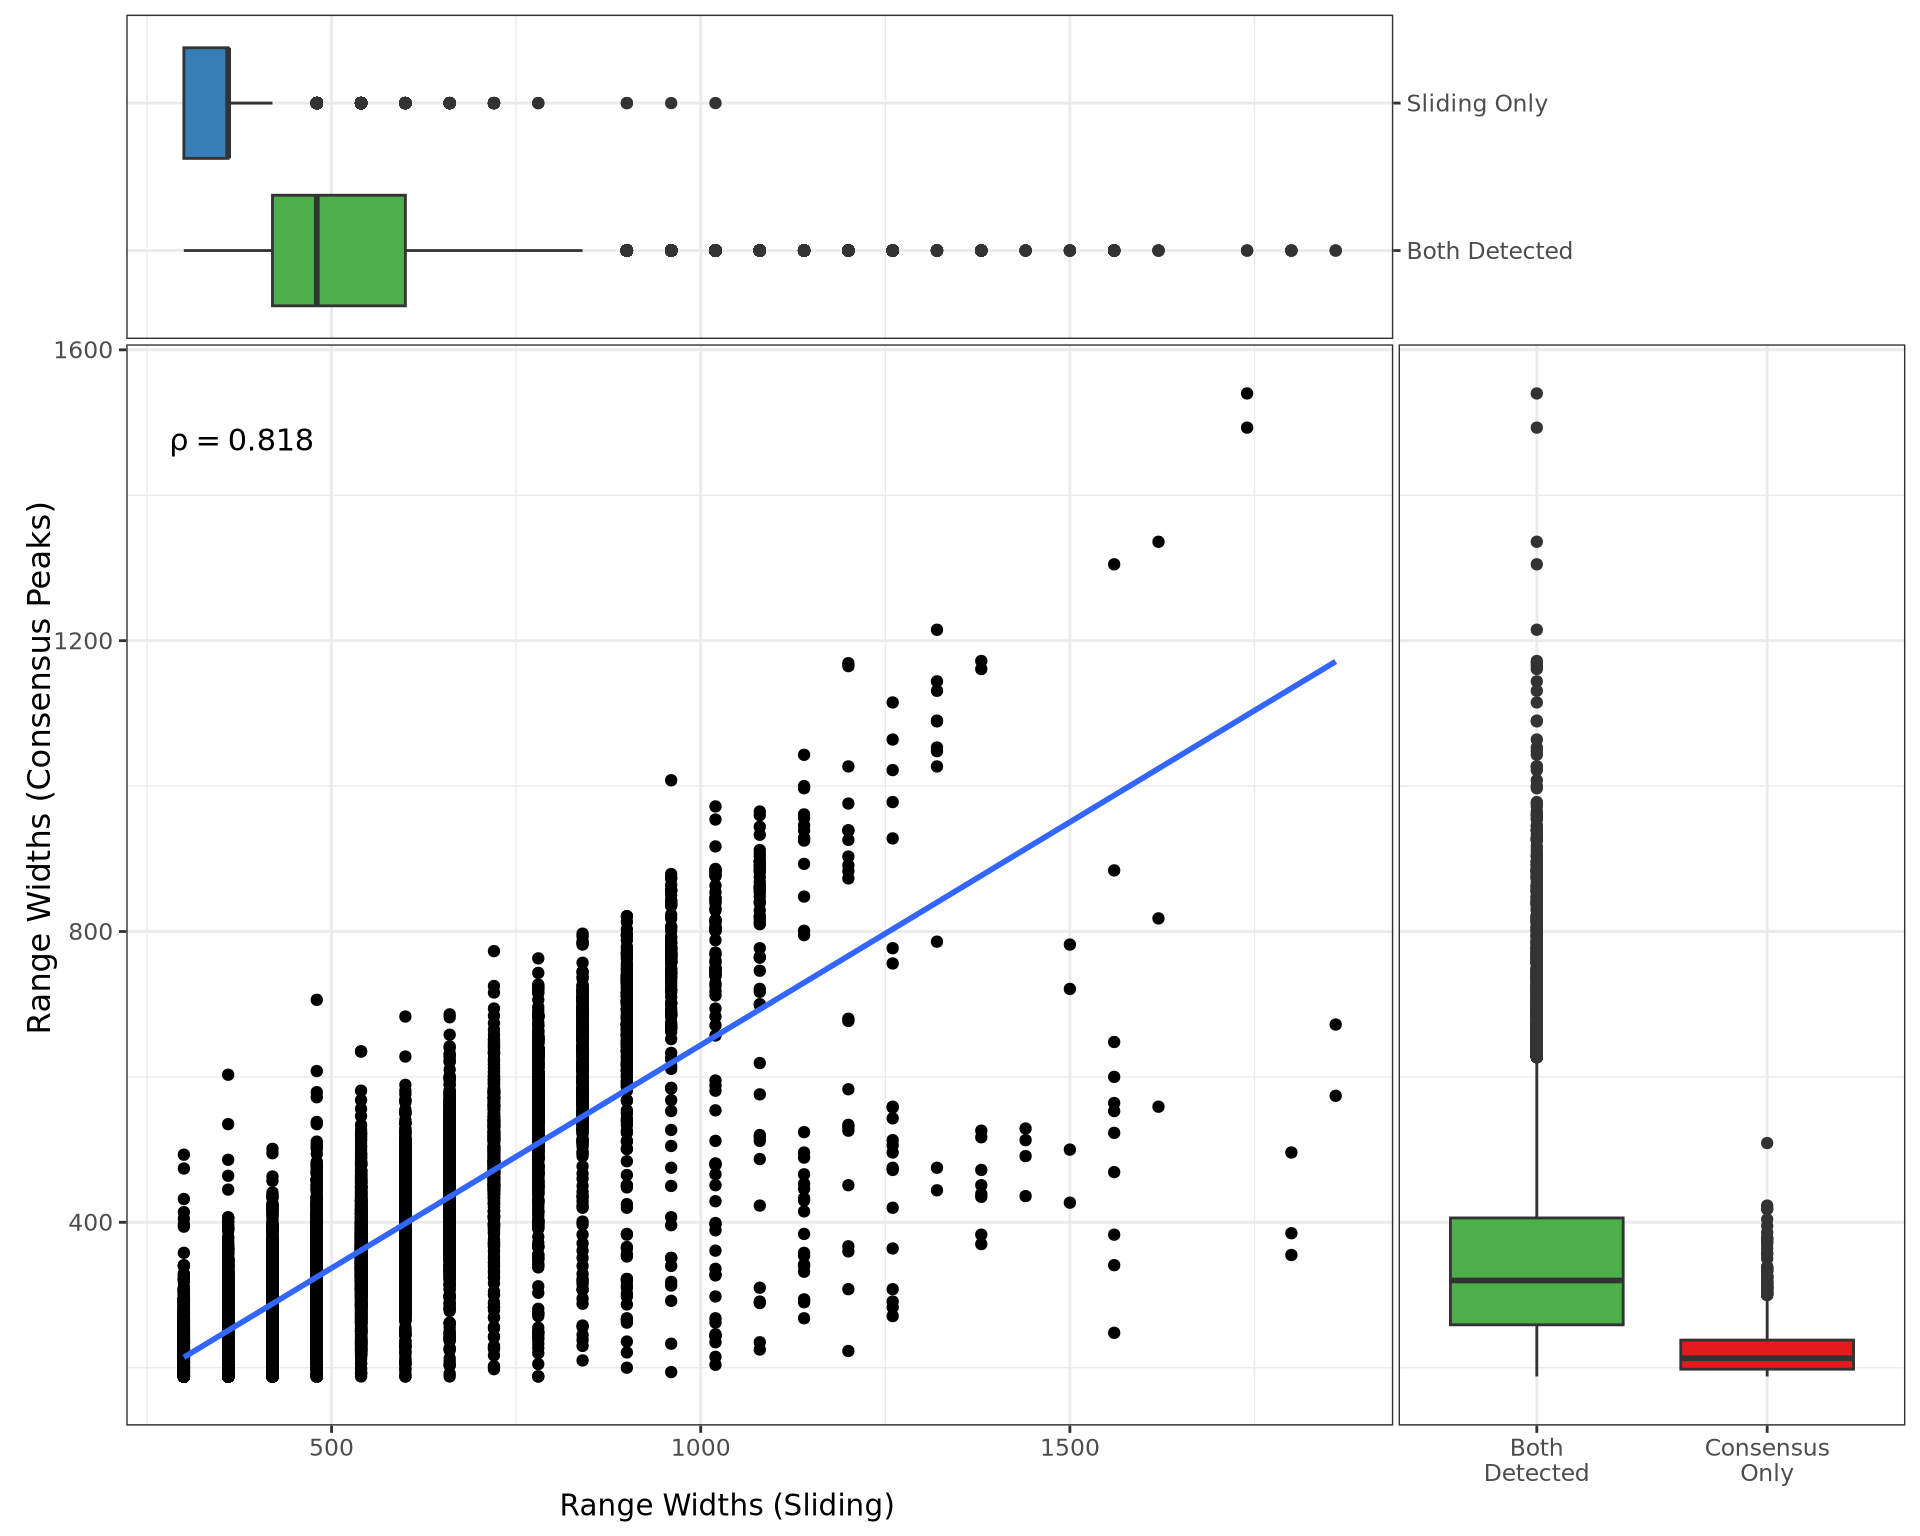 Sliding Only
Both Detected
1600
1200
800
400
ρ = 0.818
Range Widths (Consensus Peaks)
500
1000
1500
Range Widths (Sliding)
Both
Detected
Consensus
Only